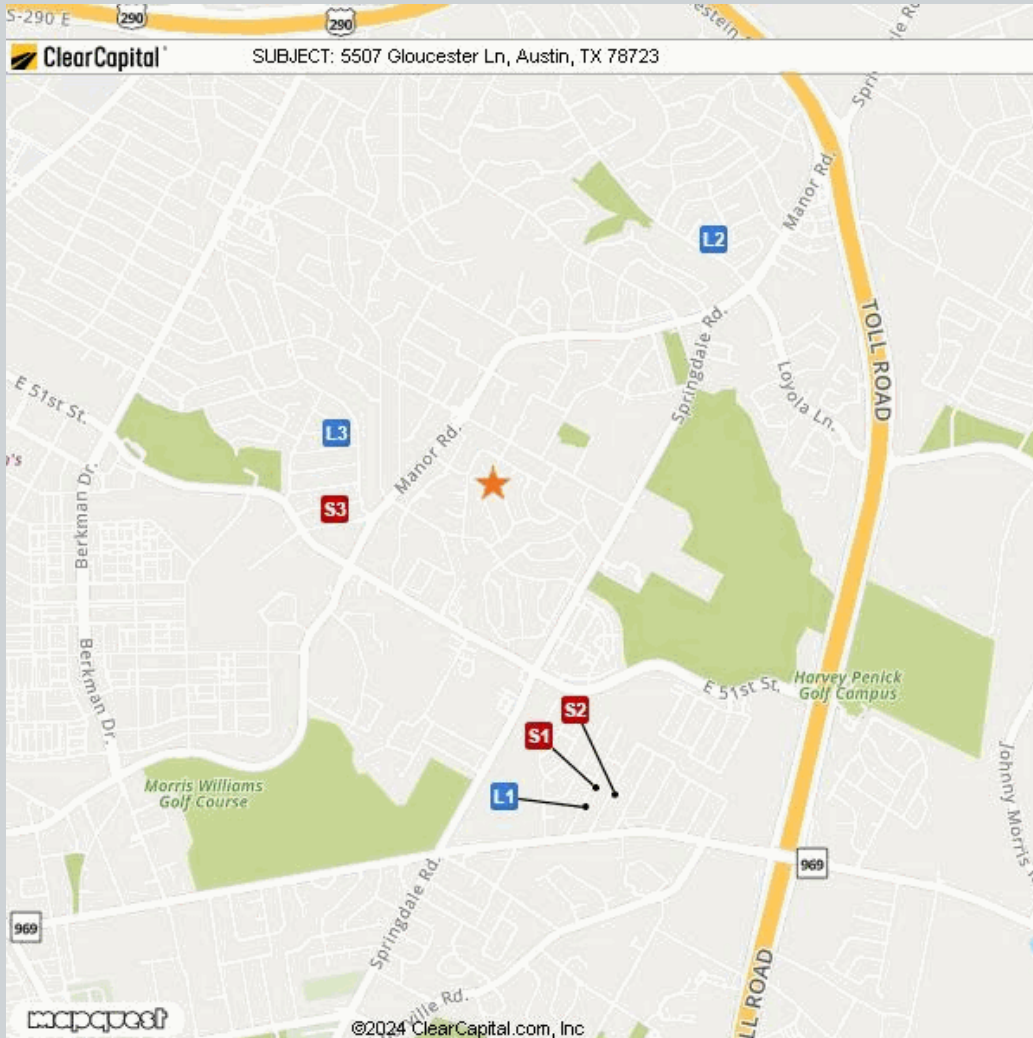 S-290 E
290
290
ClearCapital
SUBJECT: 5507 Gloucester Ln, Austin, TX 78723
Manor Rd.
L2
TOLL ROAD
Springdale Rd.
Loyola Ln.
E 51st St.
L3
Manor Rd.
S3
Berkman Dr.
Berkman Dr.
E 51st St.
Harvey Penick
Golf Campus
S2
S1
L1
Morris Williams
Golf Course
Johnny Morris
969
969
Springdale Rd.
TOLL ROAD
Rd.
mapquest
©2024 ClearCapital.com, Inc